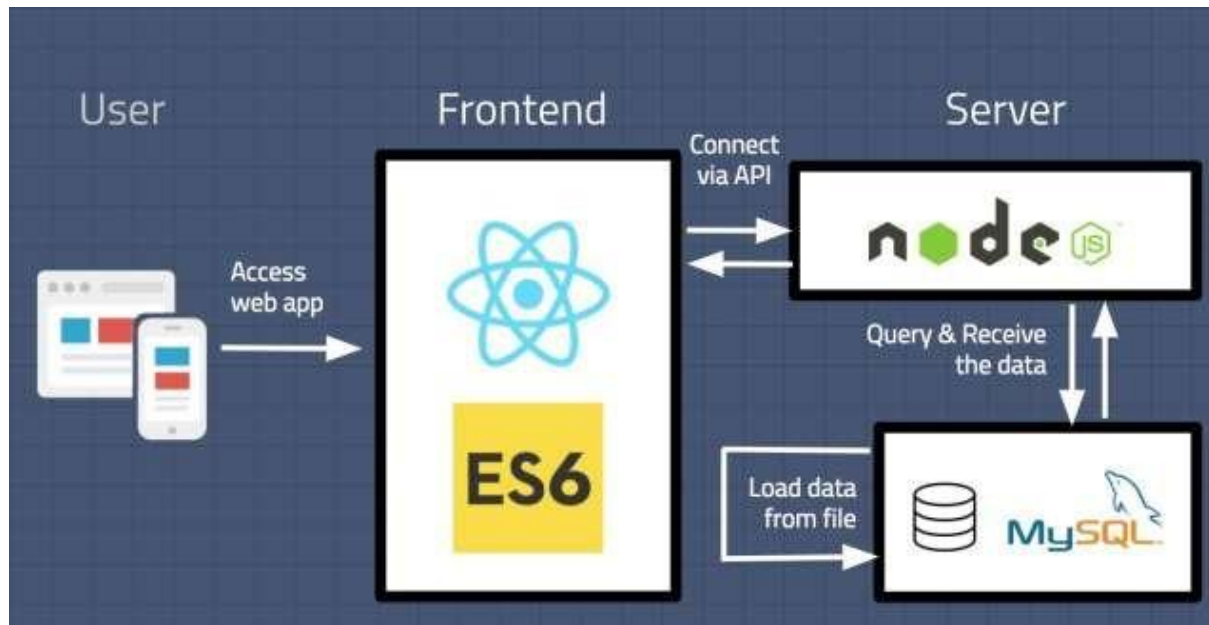 User
Frontend
Server
Connect
via API
node
JS
Access
web app
Query & Receive
the data
ES6
Load data
from file
MySQL